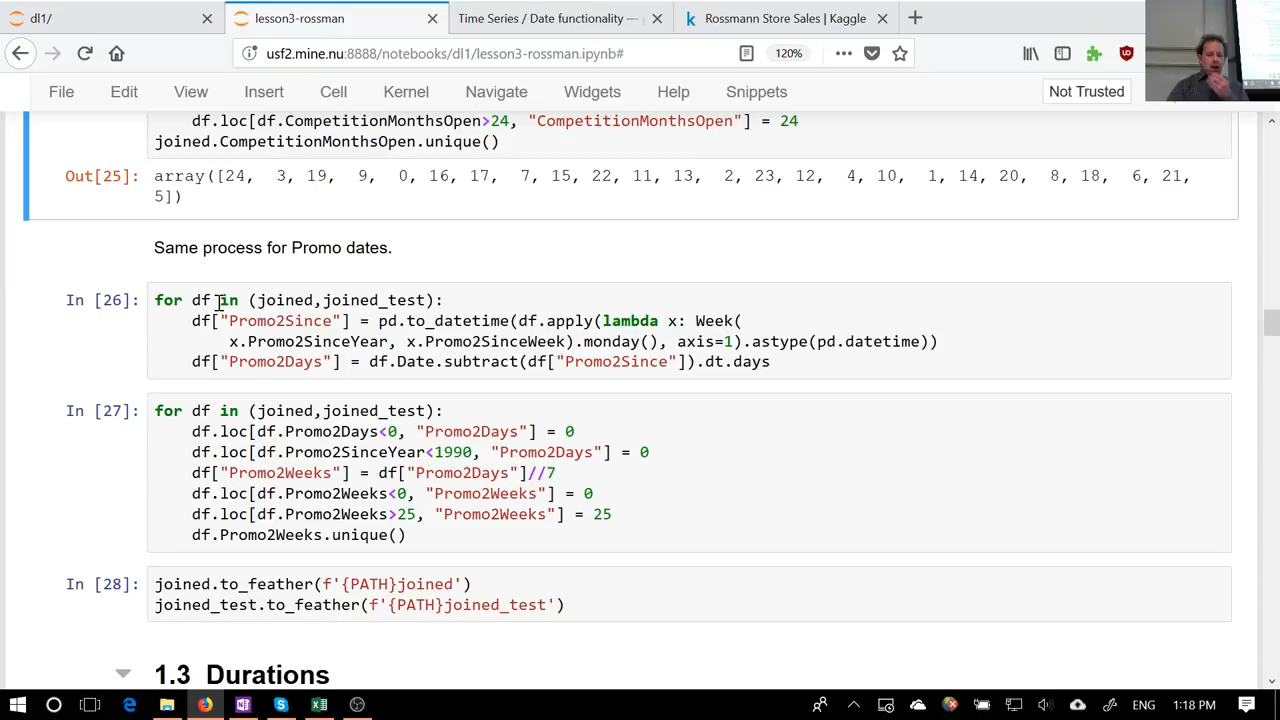 dl1/
lesson3-rossman
Time Series / Date functionality —
Rossmann Store Sales | Kaggle
usf2.mine.nu:8888/notebooks/dl1/lesson3-rossman.ipynb#
120%
File Edit View Insert Cell Kernel Navigate Widgets Help Snippets
Not Trusted
df.loc[df.CompetitionMonthsOpen>24, "CompetitionMonthsOpen"] = 24
joined.CompetitionMonthsOpen.unique()
Out[25]: array([24, 3, 19, 9, 0, 16, 17, 7, 15, 22, 11, 13, 2, 23, 12, 4, 10, 1, 14, 20, 8, 18, 6, 21,
5])
Same process for Promo dates.
In [26]: for df in (joined,joined_test):
df["Promo2Since"] = pd.to_datetime(df.apply(lambda x: Week(
x.Promo2SinceYear, x.Promo2SinceWeek).monday(), axis=1).astype(pd.datetime))
df["Promo2Days"] = df.Date.subtract(df["Promo2Since"]).dt.days
In [27]: for df in (joined,joined_test):
df.loc[df.Promo2Days<0, "Promo2Days"] = 0
df.loc[df.Promo2SinceYear<1990, "Promo2Days"] = 0
df["Promo2Weeks"] = df["Promo2Days"]//7
df.loc[df.Promo2Weeks<0, "Promo2Weeks"] = 0
df.loc[df.Promo2Weeks>25, "Promo2Weeks"] = 25
df.Promo2Weeks.unique()
In [28]: joined.to_feather(f'{PATH}joined')
joined_test.to_feather(f'{PATH}joined_test')
1.3 Durations
ENG
1:18 PM